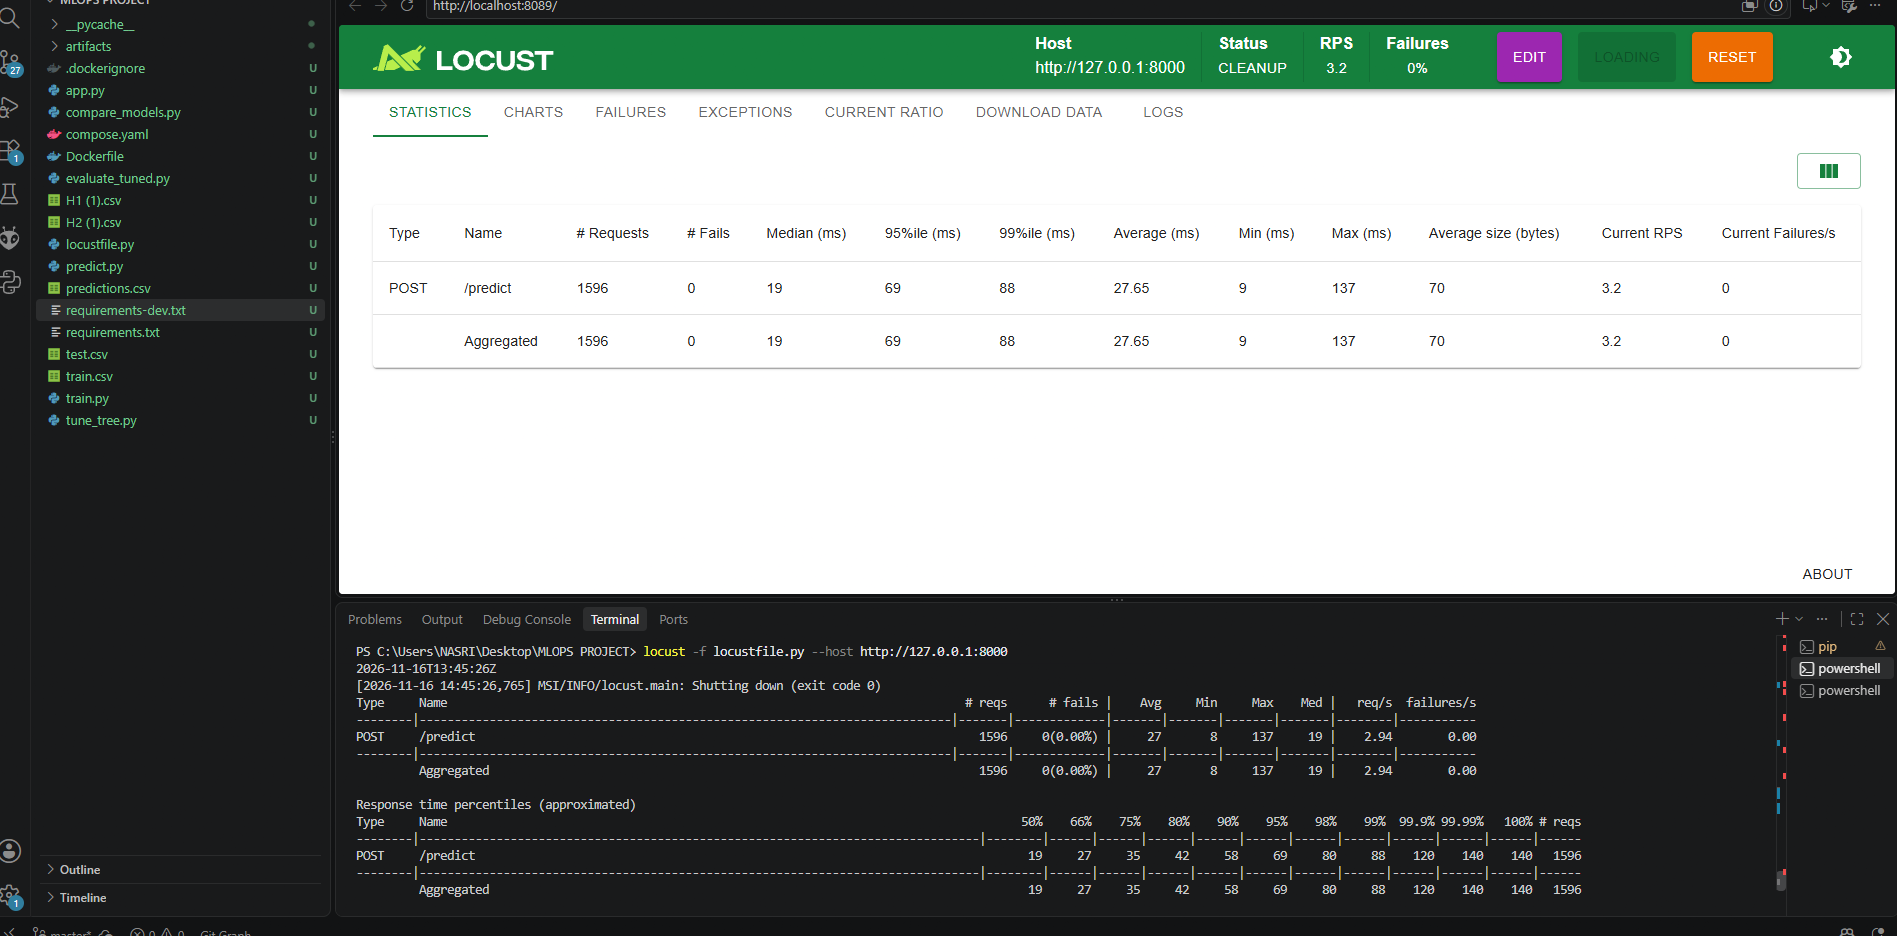 MLOPS PROJECT
http://localhost:8089/
__pycache__
artifacts
.dockerignore U
app.py U
compare_models.py U
compose.yaml U
Dockerfile U
evaluate_tuned.py U
H1 (1).csv U
H2 (1).csv U
locustfile.py U
predict.py U
predictions.csv U
requirements-dev.txt U
requirements.txt U
test.csv U
train.csv U
train.py U
tune_tree.py U
Outline
Timeline
27
1
1
LOCUST
Host
http://127.0.0.1:8000
Status
CLEANUP
RPS
3.2
Failures
0%
EDIT
LOADING
RESET
STATISTICS CHARTS FAILURES EXCEPTIONS CURRENT RATIO DOWNLOAD DATA LOGS
Type Name # Requests # Fails Median (ms) 95%ile (ms) 99%ile (ms) Average (ms) Min (ms) Max (ms) Average size (bytes) Current RPS Current Failures/s
POST /predict 1596 0 19 69 88 27.65 9 137 70 3.2 0
Aggregated 1596 0 19 69 88 27.65 9 137 70 3.2 0
ABOUT
Problems Output Debug Console Terminal Ports
PS C:\Users\NASRI\Desktop\MLOPS PROJECT> locust -f locustfile.py --host http://127.0.0.1:8000
2026-11-16T13:45:26Z
[2026-11-16 14:45:26,765] MSI/INFO/locust.main: Shutting down (exit code 0)
Type Name # reqs # fails | Avg Min Max Med | req/s failures/s
--------|----------------------------------------------------------------------------|-------|-------------|-------|-------|-------|-------|--------|-----------
POST /predict 1596 0(0.00%) | 27 8 137 19 | 2.94 0.00
--------|----------------------------------------------------------------------------|-------|-------------|-------|-------|-------|-------|--------|-----------
Aggregated 1596 0(0.00%) | 27 8 137 19 | 2.94 0.00
Response time percentiles (approximated)
Type Name 50% 66% 75% 80% 90% 95% 98% 99% 99.9% 99.99% 100% # reqs
--------|--------------------------------------------------------------------------------|--------|------|------|------|------|------|------|------|------|------|------|------
POST /predict 19 27 35 42 58 69 80 88 120 140 140 1596
--------|--------------------------------------------------------------------------------|--------|------|------|------|------|------|------|------|------|------|------|------
Aggregated 19 27 35 42 58 69 80 88 120 140 140 1596
pip
powershell
powershell
master* 0 0 Git Graph